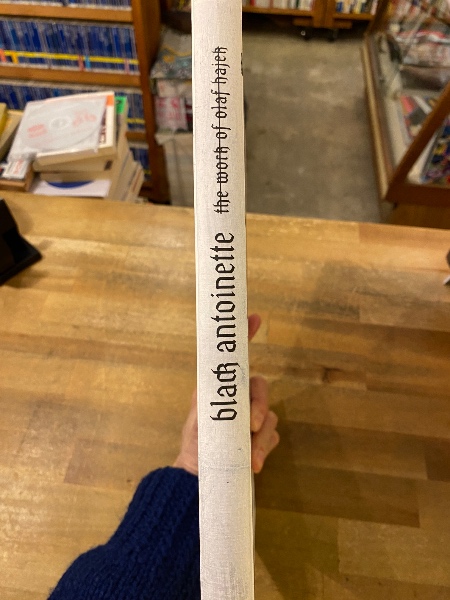 black antoinette the work of olaf hajek